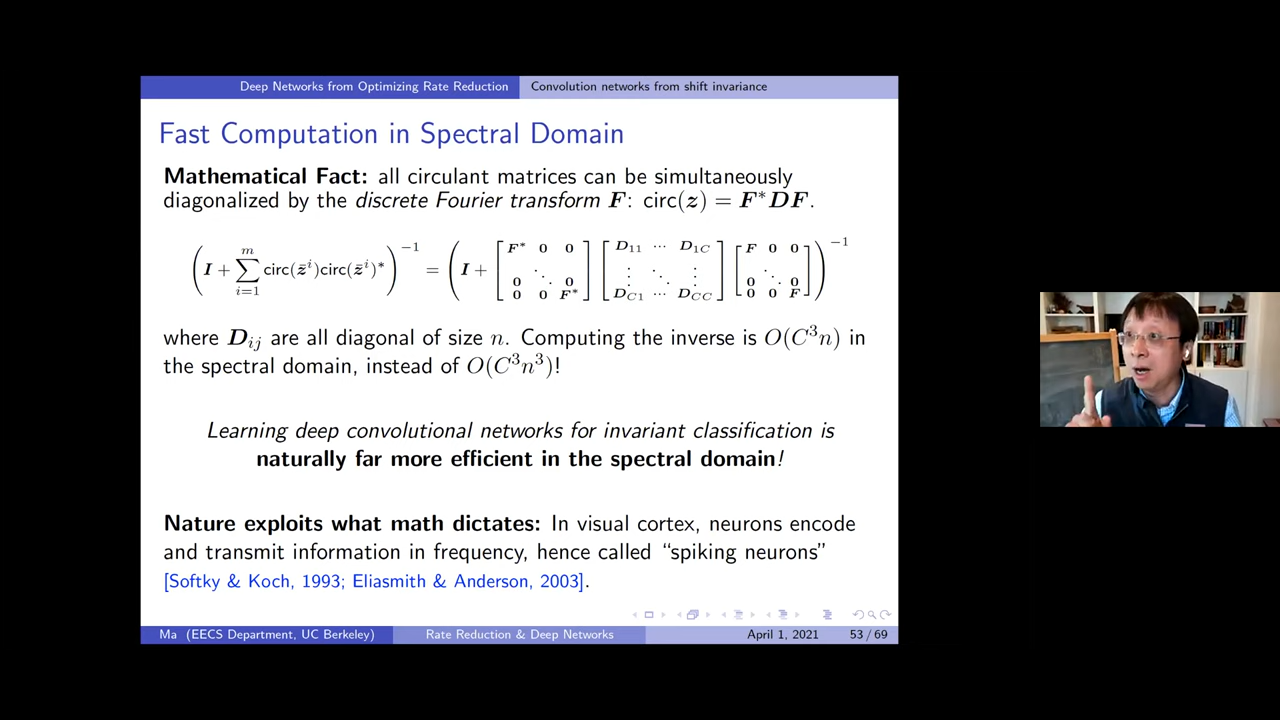 Deep Networks from Optimizing Rate Reduction Convolution networks from shift invariance
Fast Computation in Spectral Domain
Mathematical Fact: all circulant matrices can be simultaneously
diagonalized by the discrete Fourier transform F: circ(z) = F*DF.
(I + ∑_{i=1}^{m} circ(z̄^i)circ(z̄^i)*)^{-1} = (I + [F* 0 0; 0 ⋱ 0; 0 0 F*] [D_{11} ⋯ D_{1C}; ⋮ ⋱ ⋮; D_{C1} ⋯ D_{CC}] [F 0 0; 0 ⋱ 0; 0 0 F])^{-1}
where D_{ij} are all diagonal of size n. Computing the inverse is O(C³n) in
the spectral domain, instead of O(C³n³)!
Learning deep convolutional networks for invariant classification is
naturally far more efficient in the spectral domain!
Nature exploits what math dictates: In visual cortex, neurons encode
and transmit information in frequency, hence called “spiking neurons”
[Softky & Koch, 1993; Eliasmith & Anderson, 2003].
Ma (EECS Department, UC Berkeley) Rate Reduction & Deep Networks April 1, 2021 53 / 69